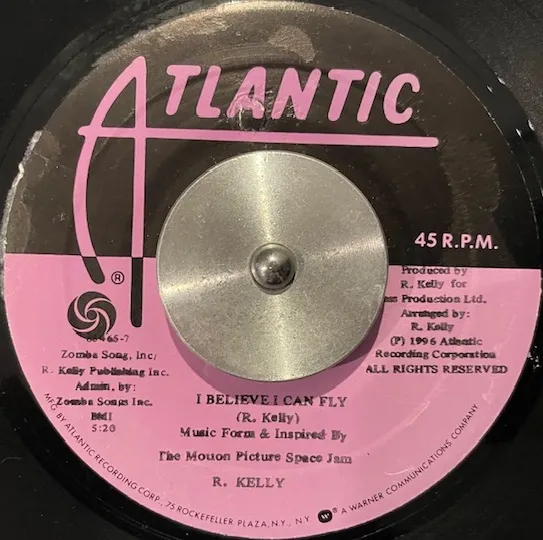 ATLANTIC
45 R.P.M.
®
Produced by
R. Kelly for
ss Production Ltd.
Arranged by:
R. Kelly
(P) 1996 Atlantic
Recording Corporation
ALL RIGHTS RESERVED
65-7
Zomba Song, Inc/
R. Kelly Publishing Inc.
Admin. by:
Zomba Songs Inc.
BMI
5:20
I BELIEVE I CAN FLY
(R. Kelly)
Music Form & Inspired By
The Motion Picture Space Jam
R. KELLY
MFG BY ATLANTIC RECORDING CORP., 75 ROCKEFELLER PLAZA, N.Y., N.Y. W ® A WARNER COMMUNICATIONS COMPANY